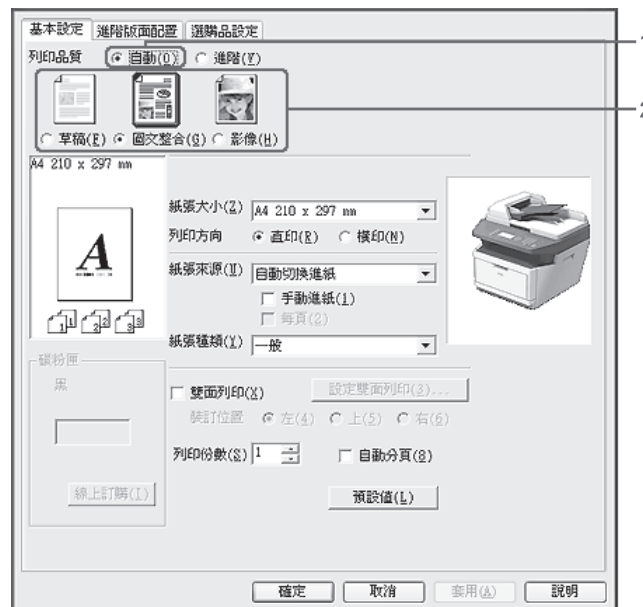 基本設定 進階版面配置 選購品設定
列印品質 自動(O) 進階(V)
1
草稿(F) 圖文整合(G) 影像(H)
2
A4 210 x 297 mm
紙張大小(Z) A4 210 x 297 mm
列印方向 直印(R) 橫印(N)
A
紙張來源(U) 自動切換進紙
手動進紙(1)
每頁(2)
1 1 2 2 3 3
紙張種類(Y) 一般
碳粉匣
黑
雙面列印(X) 設定雙面列印(3)...
裝訂位置 左(4) 上(5) 右(6)
列印份數(S) 1 自動分頁(8)
線上訂購(I)
預設值(L)
確定 取消 套用(A) 說明